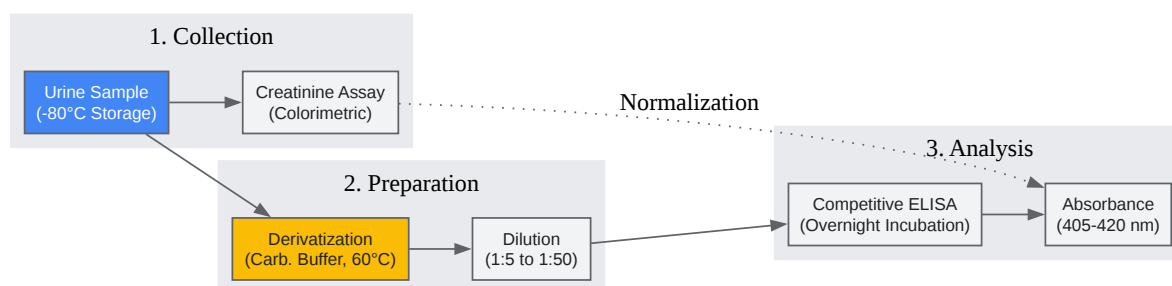 1. Collection
Urine Sample
(-80°C Storage)
Creatinine Assay
(Colorimetric)
Normalization
2. Preparation
Derivatization
(Carb. Buffer, 60°C)
Dilution
(1:5 to 1:50)
3. Analysis
Competitive ELISA
(Overnight Incubation)
Absorbance
(405-420 nm)